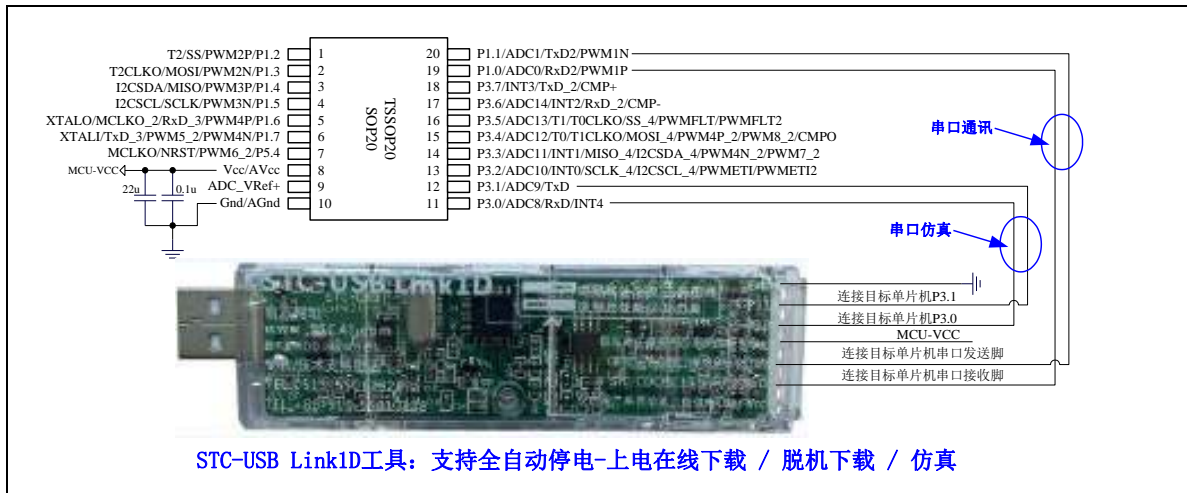 T2/SS/PWM2P/P1.2
T2CLKO/MOSI/PWM2N/P1.3
I2CSDA/MISO/PWM3P/P1.4
I2CSCL/SCLK/PWM3N/P1.5
XTALO/MCLKO_2/RxD_3/PWM4P/P1.6
XTALI/TxD_3/PWM5_2/PWM4N/P1.7
MCLKO/NRST/PWM6_2/P5.4
MCU-VCC
Vcc/AVcc
ADC_VRef+
Gnd/AGnd
22u
0.1u
1
2
3
4
5
6
7
8
9
10
TSSOP20
SOP20
20
19
18
17
16
15
14
13
12
11
P1.1/ADC1/TxD2/PWM1N
P1.0/ADC0/RxD2/PWM1P
P3.7/INT3/TxD_2/CMP+
P3.6/ADC14/INT2/RxD_2/CMP-
P3.5/ADC13/T1/T0CLKO/SS_4/PWMFLT/PWMFLT2
P3.4/ADC12/T0/T1CLKO/MOSI_4/PWM4P_2/PWM8_2/CMPO
P3.3/ADC11/INT1/MISO_4/I2CSDA_4/PWM4N_2/PWM7_2
P3.2/ADC10/INT0/SCLK_4/I2CSCL_4/PWMETI/PWMETI2
P3.1/ADC9/TxD
P3.0/ADC8/RxD/INT4
串口通讯
串口仿真
STC-USB Link1D
连接目标单片机P3.1
连接目标单片机P3.0
MCU-VCC
连接目标单片机串口发送脚
连接目标单片机串口接收脚
STC-USB Link1D工具：支持全自动停电-上电在线下载 / 脱机下载 / 仿真